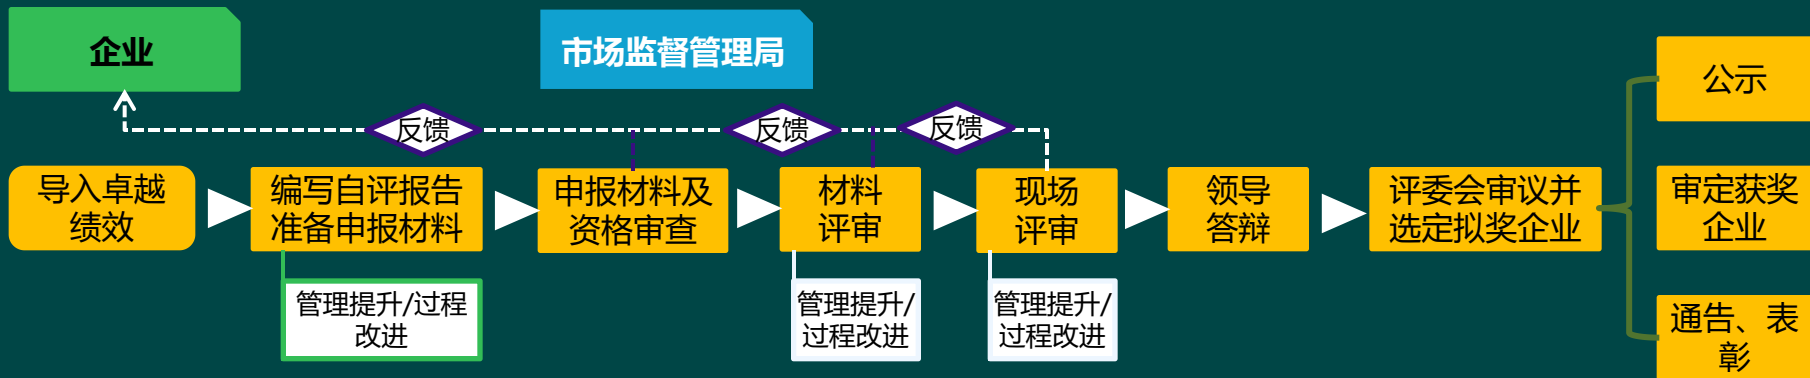 企业
市场监督管理局
反馈
反馈
反馈
导入卓越
绩效
编写自评报告
准备申报材料
申报材料及
资格审查
材料
评审
现场
评审
领导
答辩
评委会审议并
选定拟奖企业
公示
审定获奖
企业
通告、表
彰
管理提升/过程
改进
管理提升/
过程改进
管理提升/
过程改进